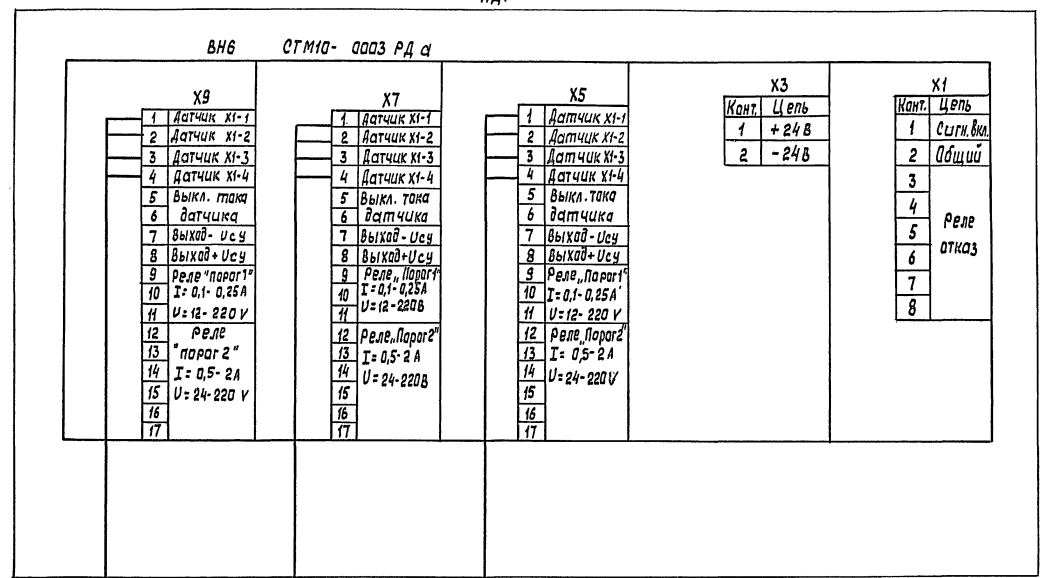 ВН6 СТМ10- 0003 РД d
X9
1 Датчик X1-1
2 Датчик X1-2
3 Датчик X1-3
4 Датчик X1-4
5 Выкл. тока
6 датчика
7 Выход- Uсу
8 Выход+ Uсу
9 Реле "порог1"
10 I= 0,1- 0,25А
11 U=12- 220 V
12 Реле
13 "порог 2"
14 I= 0,5- 2А
15 U= 24-220 V
16
17
X7
1 Датчик X1-1
2 Датчик X1-2
3 Датчик X1-3
4 Датчик X1-4
5 Выкл. тока
6 датчика
7 Выход- Uсу
8 Выход+Uсу
9 Реле„ Порог1"
10 I= 0,1- 0,25А
11 U=12-220В
12 Реле„Порог2"
13 I= 0,5-2 А
14 U= 24-220В
15
16
17
X5
1 Датчик X1-1
2 Датчик X1-2
3 Датчик X1-3
4 Датчик X1-4
5 Выкл. тока
6 датчика
7 Выход- Uсу
8 Выход+Uсу
9 Реле„Порог1"
10 I= 0,1- 0,25А
11 U=12- 220 V
12 Реле„Порог2"
13 I= 0,5-2 А
14 U=24-220 V
15
16
17
X3
Конт. Цепь
1 +24В
2 -24В
X1
Конт. Цепь
1 Сигн.вкл.
2 Общий
3
4
5 Реле
6 отказ
7
8